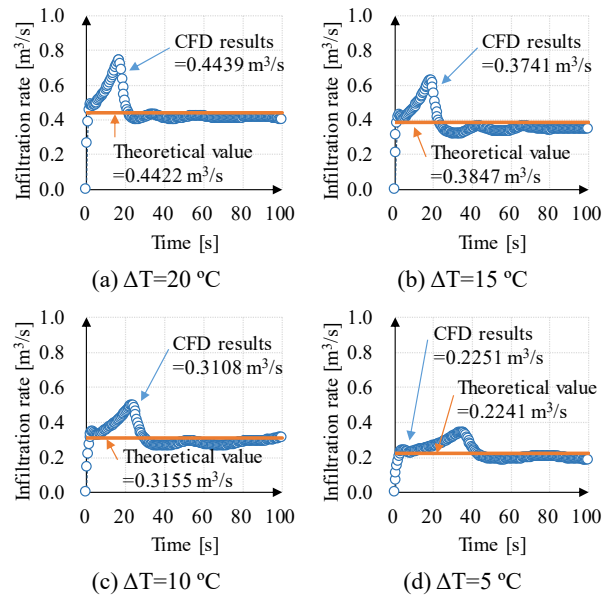 Infiltration rate [m³/s]
1.0
0.8
0.6
0.4
0.2
0.0
CFD results
=0.4439 m³/s
Theoretical value
=0.4422 m³/s
0 20 40 60 80 100
Time [s]
(a) ΔT=20 ºC
Infiltration rate [m³/s]
1.0
0.8
0.6
0.4
0.2
0.0
CFD results
=0.3741 m³/s
Theoretical value
=0.3847 m³/s
0 20 40 60 80 100
Time [s]
(b) ΔT=15 ºC
Infiltration rate [m³/s]
1.0
0.8
0.6
0.4
0.2
0.0
CFD results
=0.3108 m³/s
Theoretical value
=0.3155 m³/s
0 20 40 60 80 100
Time [s]
(c) ΔT=10 ºC
Infiltration rate [m³/s]
1.0
0.8
0.6
0.4
0.2
0.0
CFD results
=0.2251 m³/s
Theoretical value
=0.2241 m³/s
0 20 40 60 80 100
Time [s]
(d) ΔT=5 ºC